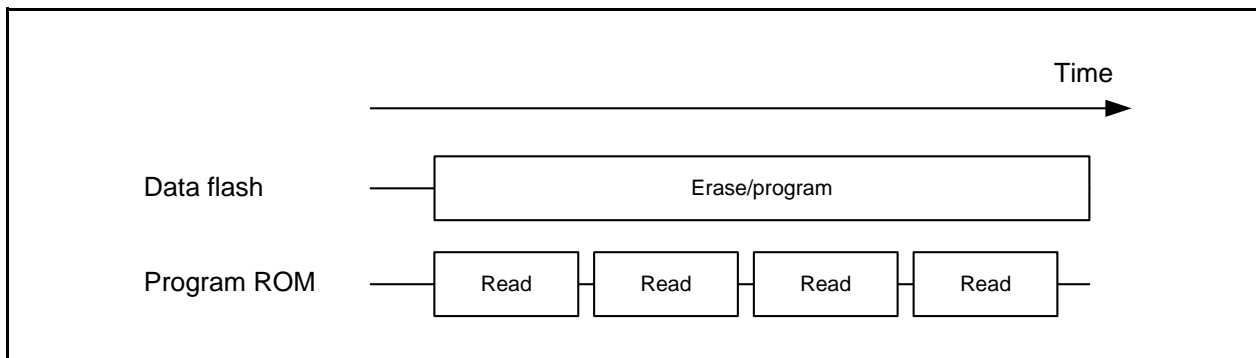 Time
Data flash
Erase/program
Program ROM
Read
Read
Read
Read